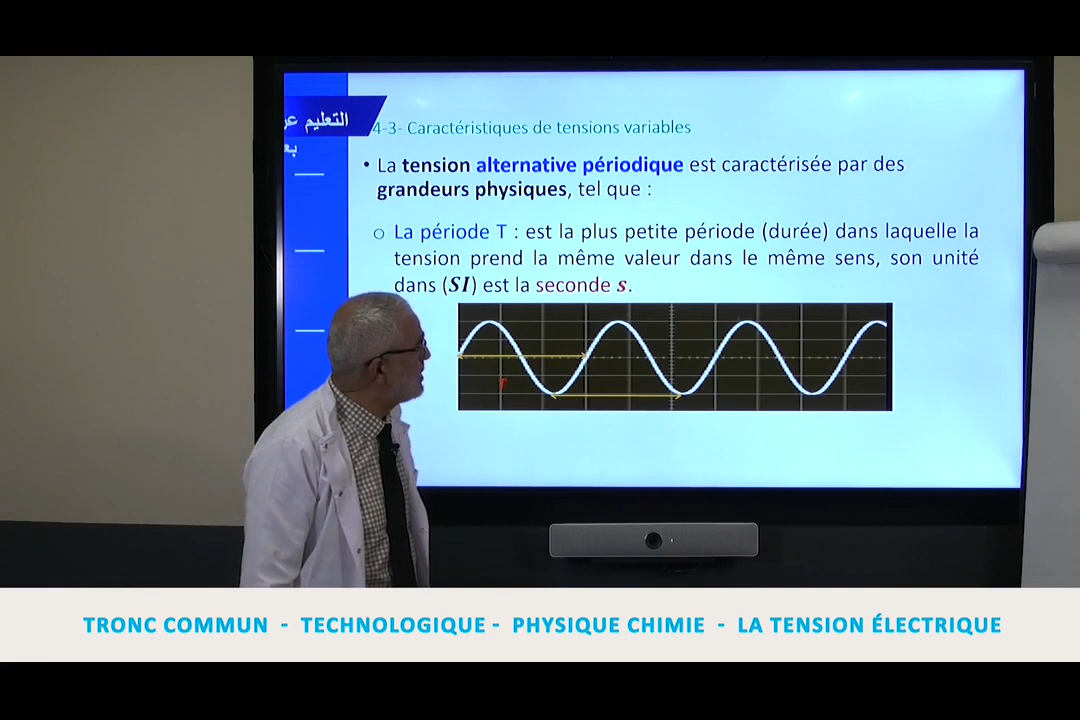 التعليم عن
بعد
4-3- Caractéristiques de tensions variables
• La tension alternative périodique est caractérisée par des
grandeurs physiques, tel que :
o La période T : est la plus petite période (durée) dans laquelle la
tension prend la même valeur dans le même sens, son unité
dans (SI) est la seconde s.
T
TRONC COMMUN - TECHNOLOGIQUE - PHYSIQUE CHIMIE - LA TENSION ÉLECTRIQUE